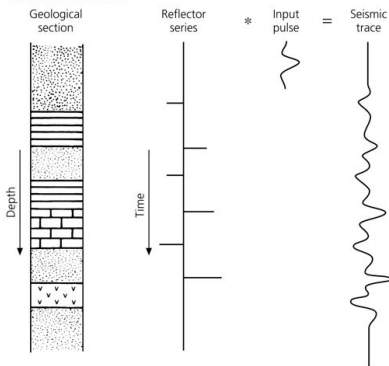 Geological section
Reflector series
*
Input pulse
=
Seismic trace
Depth
Time
v v v v
v v v